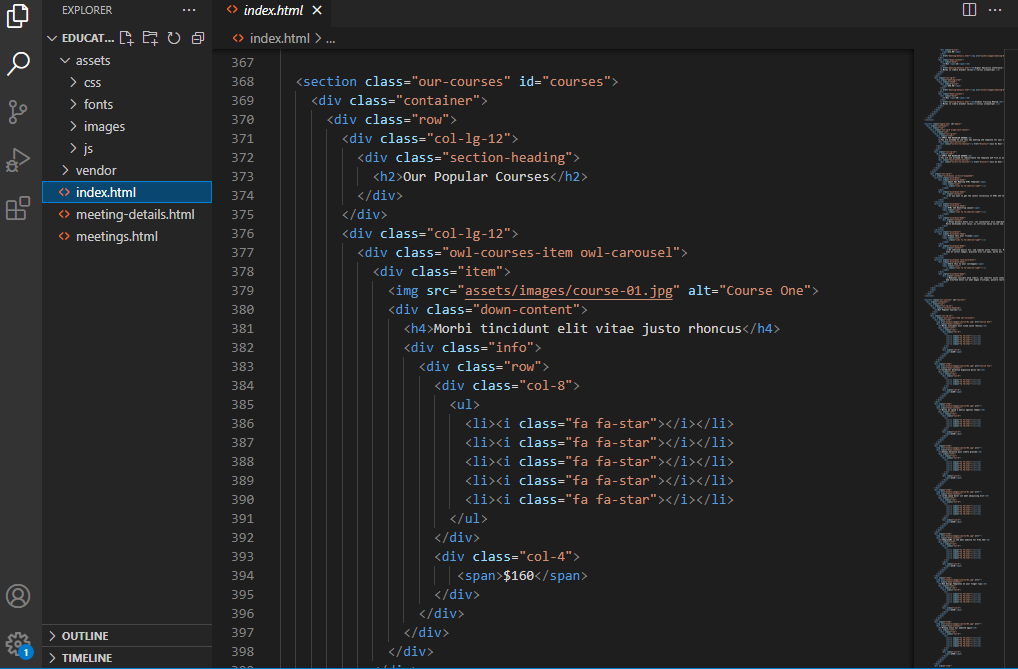 EXPLORER
index.html
EDUCAT...
assets
css
fonts
images
js
vendor
index.html
meeting-details.html
meetings.html
OUTLINE
TIMELINE
1
index.html > ...
367
368 <section class="our-courses" id="courses">
369 <div class="container">
370 <div class="row">
371 <div class="col-lg-12">
372 <div class="section-heading">
373 <h2>Our Popular Courses</h2>
374 </div>
375 </div>
376 <div class="col-lg-12">
377 <div class="owl-courses-item owl-carousel">
378 <div class="item">
379 <img src="assets/images/course-01.jpg" alt="Course One">
380 <div class="down-content">
381 <h4>Morbi tincidunt elit vitae justo rhoncus</h4>
382 <div class="info">
383 <div class="row">
384 <div class="col-8">
385 <ul>
386 <li><i class="fa fa-star"></i></li>
387 <li><i class="fa fa-star"></i></li>
388 <li><i class="fa fa-star"></i></li>
389 <li><i class="fa fa-star"></i></li>
390 <li><i class="fa fa-star"></i></li>
391 </ul>
392 </div>
393 <div class="col-4">
394 <span>$160</span>
395 </div>
396 </div>
397 </div>
398 </div>